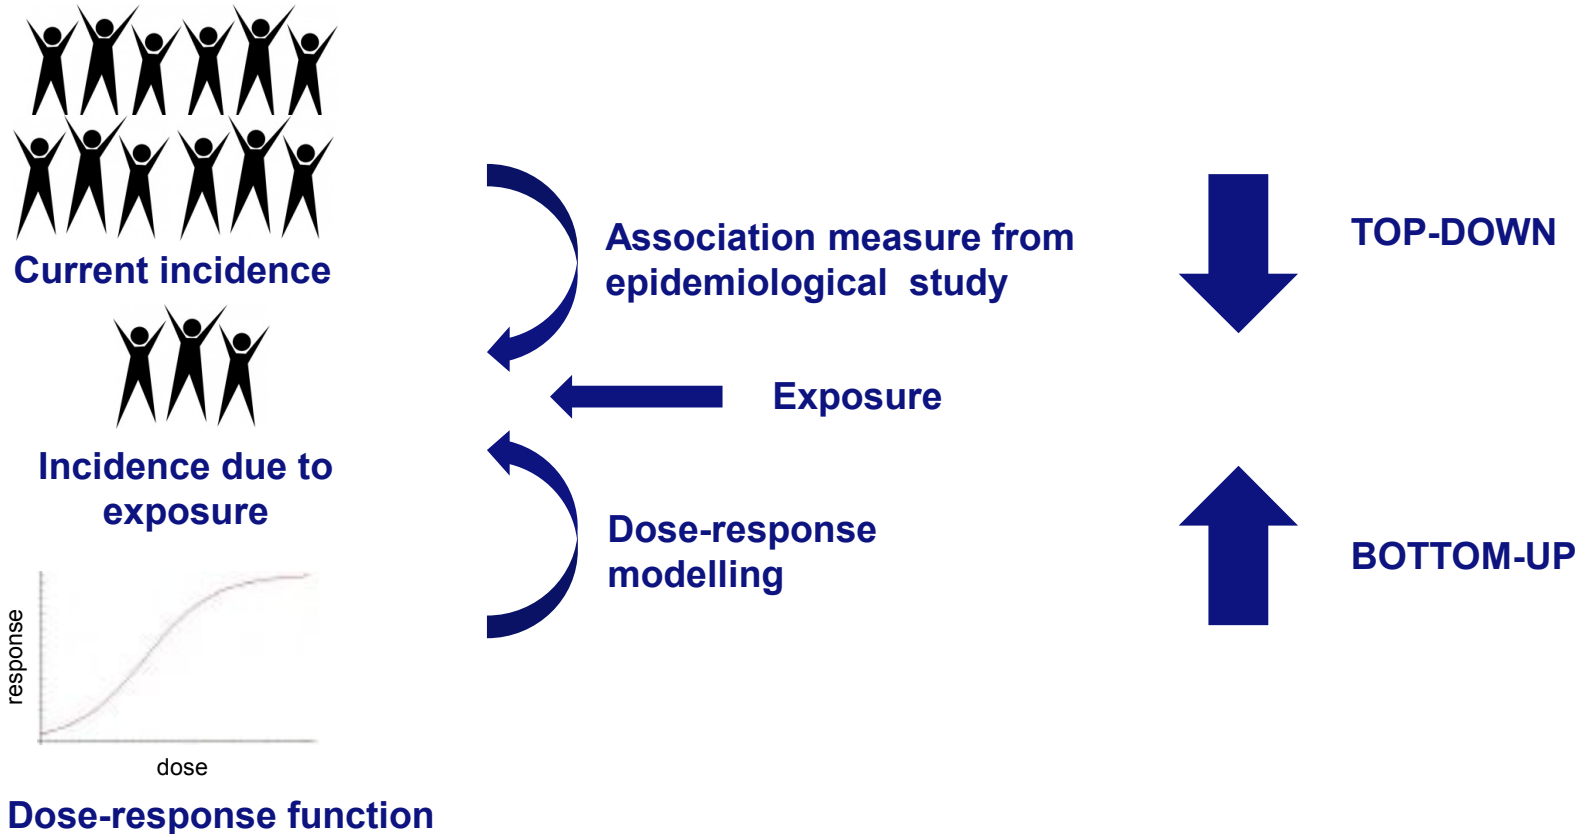 Current incidence
Association measure from
epidemiological study
TOP-DOWN
Exposure
Incidence due to
exposure
Dose-response
modelling
BOTTOM-UP
response
dose
Dose-response function